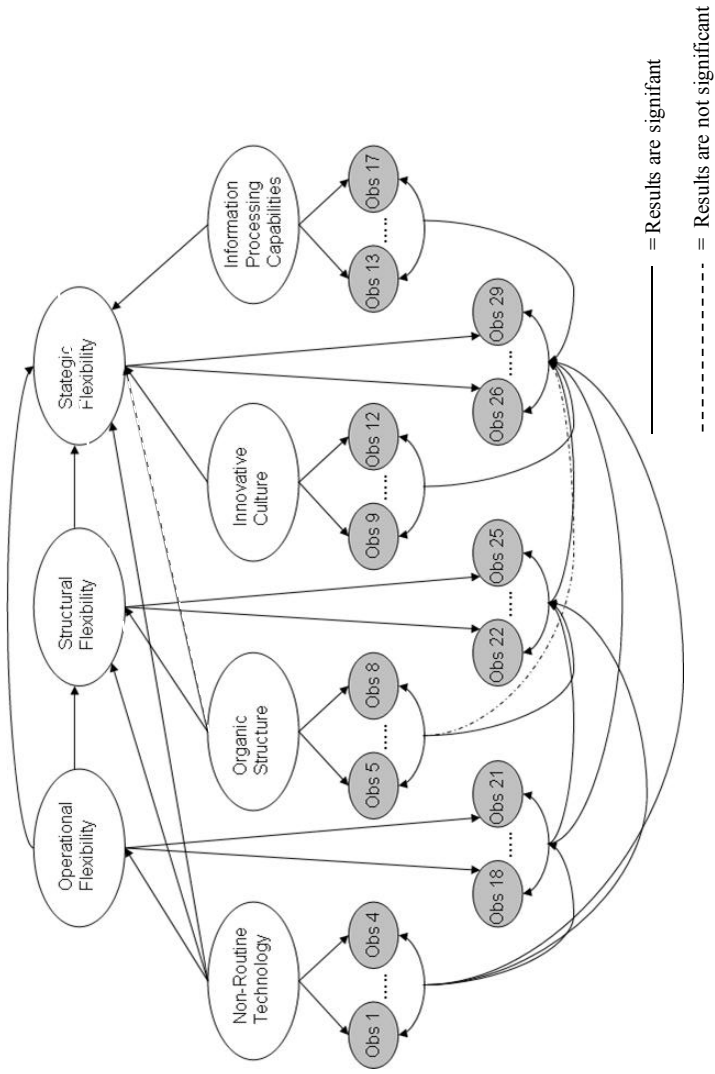 Operational
Flexibility
Structural
Flexibility
Stategic
Flexibility
Non-Routine
Technology
Organic
Structure
Innovative
Culture
Information
Processing
Capabilities
Obs 1
.....
Obs 4
Obs 5
.....
Obs 8
Obs 9
.....
Obs 12
Obs 13
.....
Obs 17
Obs 18
.....
Obs 21
Obs 22
.....
Obs 25
Obs 26
.....
Obs 29
= Results are signifant
= Results are not significant